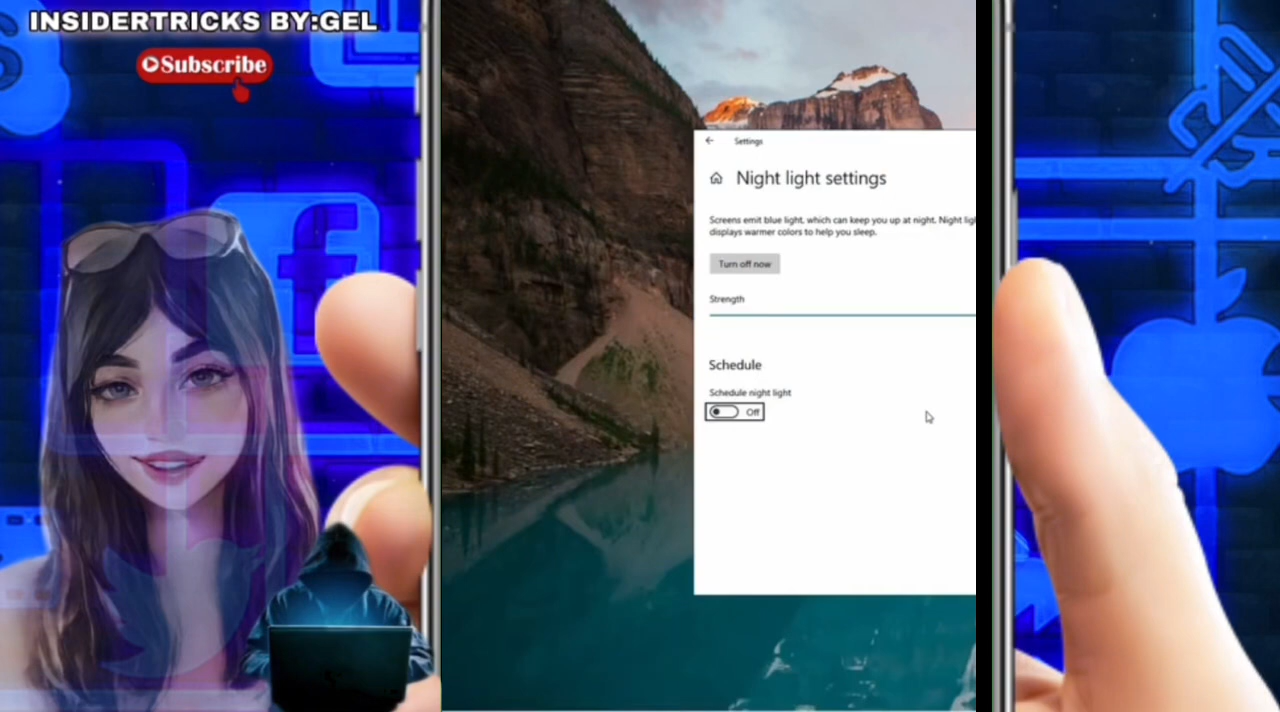 INSIDERTRICKS BY:GEL
Subscribe
Settings
Night light settings
Screens emit blue light, which can keep you up at night. Night
displays warmer colors to help you sleep.
Turn off now
Strength
Schedule
Schedule night light
Off